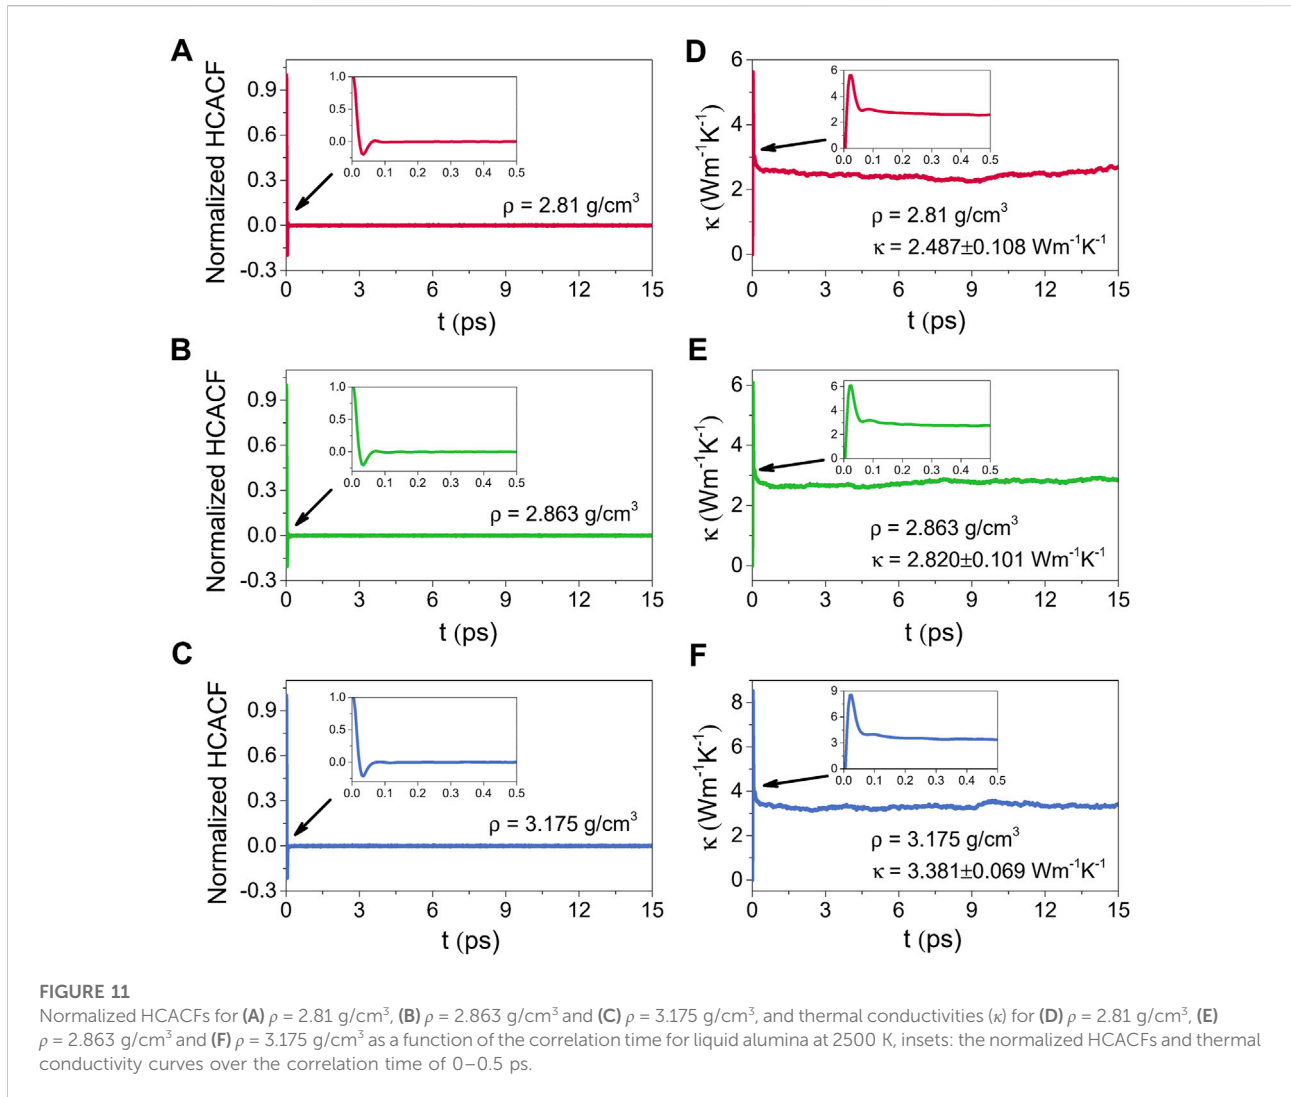 A
Normalized HCACF
0.9
0.6
0.3
0.0
-0.3
0 3 6 9 12 15
t (ps)
1.0
0.5
0.0
0.0 0.1 0.2 0.3 0.4 0.5
ρ = 2.81 g/cm³
D
κ (Wm⁻¹K⁻¹)
6
4
2
0
0 3 6 9 12 15
t (ps)
6
4
2
0
0.0 0.1 0.2 0.3 0.4 0.5
ρ = 2.81 g/cm³
κ = 2.487±0.108 Wm⁻¹K⁻¹
B
Normalized HCACF
0.9
0.6
0.3
0.0
-0.3
0 3 6 9 12 15
t (ps)
1.0
0.5
0.0
0.0 0.1 0.2 0.3 0.4 0.5
ρ = 2.863 g/cm³
E
κ (Wm⁻¹K⁻¹)
6
4
2
0
0 3 6 9 12 15
t (ps)
6
4
2
0
0.0 0.1 0.2 0.3 0.4 0.5
ρ = 2.863 g/cm³
κ = 2.820±0.101 Wm⁻¹K⁻¹
C
Normalized HCACF
0.9
0.6
0.3
0.0
-0.3
0 3 6 9 12 15
t (ps)
1.0
0.5
0.0
0.0 0.1 0.2 0.3 0.4 0.5
ρ = 3.175 g/cm³
F
κ (Wm⁻¹K⁻¹)
8
6
4
2
0
0 3 6 9 12 15
t (ps)
9
6
3
0
0.0 0.1 0.2 0.3 0.4 0.5
ρ = 3.175 g/cm³
κ = 3.381±0.069 Wm⁻¹K⁻¹
FIGURE 11
Normalized HCACFs for (A) ρ = 2.81 g/cm³, (B) ρ = 2.863 g/cm³ and (C) ρ = 3.175 g/cm³, and thermal conductivities (κ) for (D) ρ = 2.81 g/cm³, (E)
ρ = 2.863 g/cm³ and (F) ρ = 3.175 g/cm³ as a function of the correlation time for liquid alumina at 2500 K, insets: the normalized HCACFs and thermal
conductivity curves over the correlation time of 0–0.5 ps.